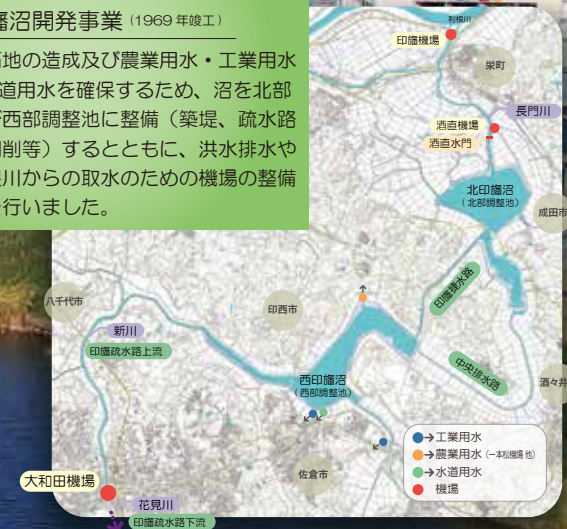 旛沼開発事業（1969年竣工）
地の造成及び農業用水・工業用水
道用水を確保するため、沼を北部
西部調整池に整備（築堤、疏水路
削等）するとともに、洪水排水や
川からの取水のための機場の整備
行いました。
利根川
印旛機場
栄町
長門川
酒直機場
酒直水門
北印旛沼
（北部調整池）
成田市
印旛捷水路
八千代市
印西市
新川
印旛疏水路上流
中央排水路
西印旛沼
（西部調整池）
酒々井
佐倉市
→工業用水
→農業用水（一本松機場 他）
→水道用水
機場
大和田機場
花見川
印旛疏水路下流